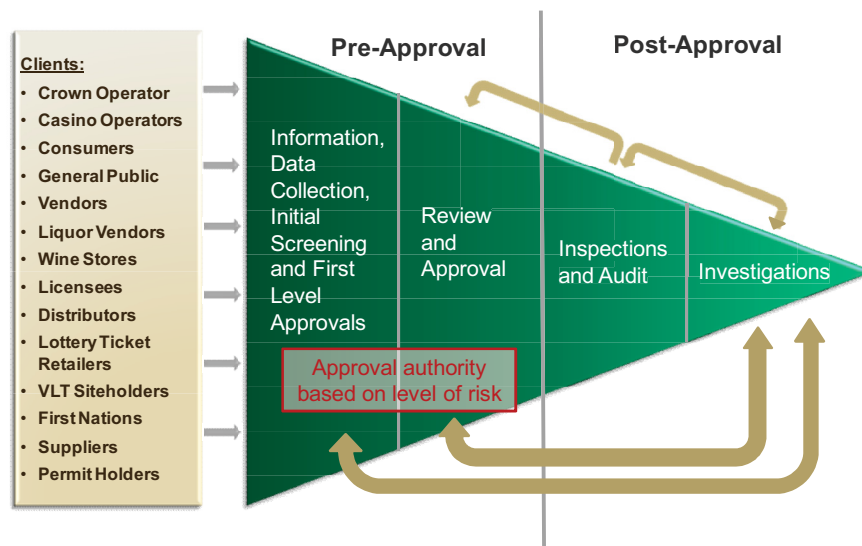 Pre-Approval
Post-Approval
Clients:
• Crown Operator
• Casino Operators
• Consumers
• General Public
• Vendors
• Liquor Vendors
• Wine Stores
• Licensees
• Distributors
• Lottery Ticket
Retailers
• VLT Siteholders
• First Nations
• Suppliers
• Permit Holders
Information,
Data
Collection,
Initial
Screening
and First
Level
Approvals
Review
and
Approval
Inspections
and Audit
Investigations
Approval authority
based on level of risk